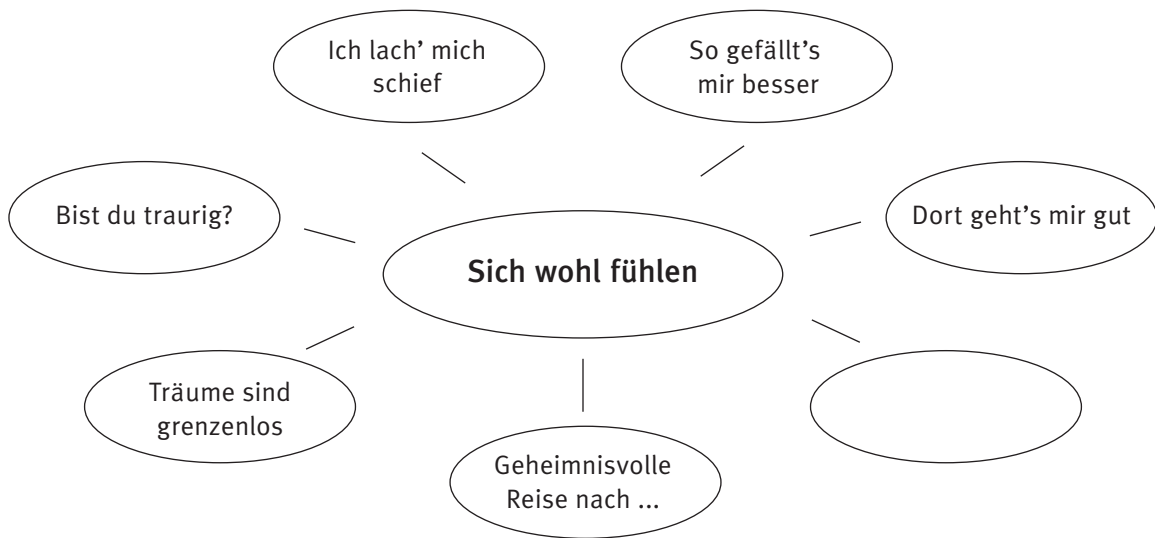 Ich lach’ mich
schief
So gefällt’s
mir besser
Bist du traurig?
Dort geht’s mir gut
Sich wohl fühlen
Träume sind
grenzenlos
Geheimnisvolle
Reise nach ...